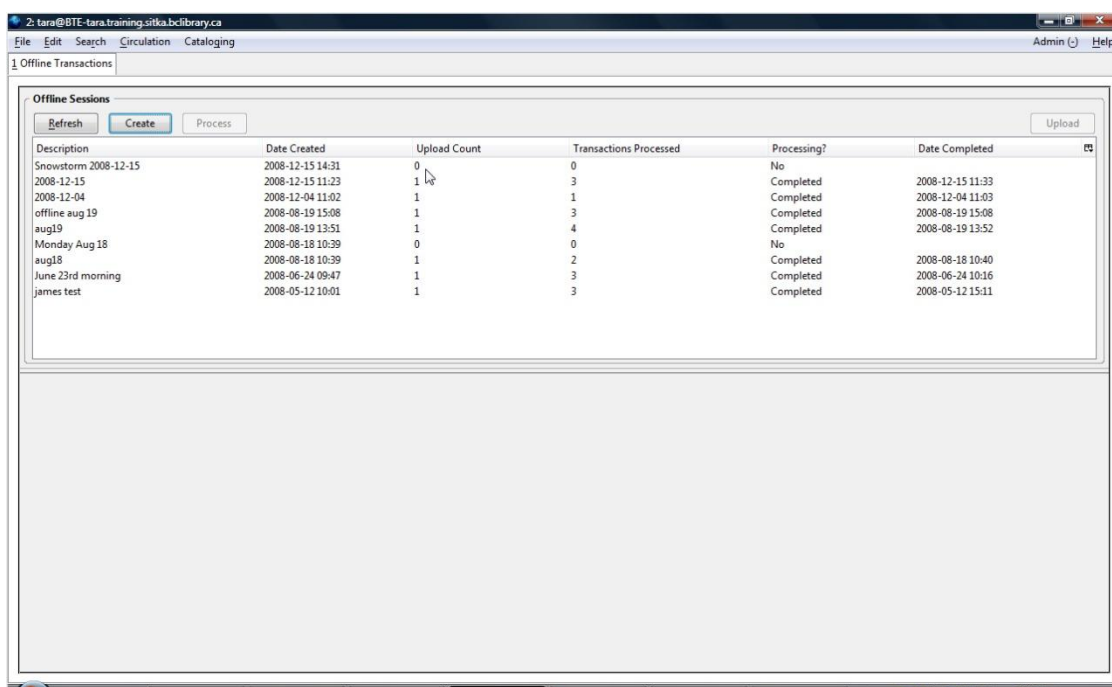 2: tara@BTE-tara.training.sitka.bclibrary.ca
File Edit Search Circulation Cataloging Admin (-) Help
1 Offline Transactions
Offline Sessions
Refresh Create Process Upload
Description Date Created Upload Count Transactions Processed Processing? Date Completed
Snowstorm 2008-12-15 2008-12-15 14:31 0 0 No
2008-12-15 2008-12-15 11:23 1 3 Completed 2008-12-15 11:33
2008-12-04 2008-12-04 11:02 1 1 Completed 2008-12-04 11:03
offline aug 19 2008-08-19 15:08 1 3 Completed 2008-08-19 15:08
aug19 2008-08-19 13:51 1 4 Completed 2008-08-19 13:52
Monday Aug 18 2008-08-18 10:39 0 0 No
aug18 2008-08-18 10:39 1 2 Completed 2008-08-18 10:40
June 23rd morning 2008-06-24 09:47 1 3 Completed 2008-06-24 10:16
james test 2008-05-12 10:01 1 3 Completed 2008-05-12 15:11